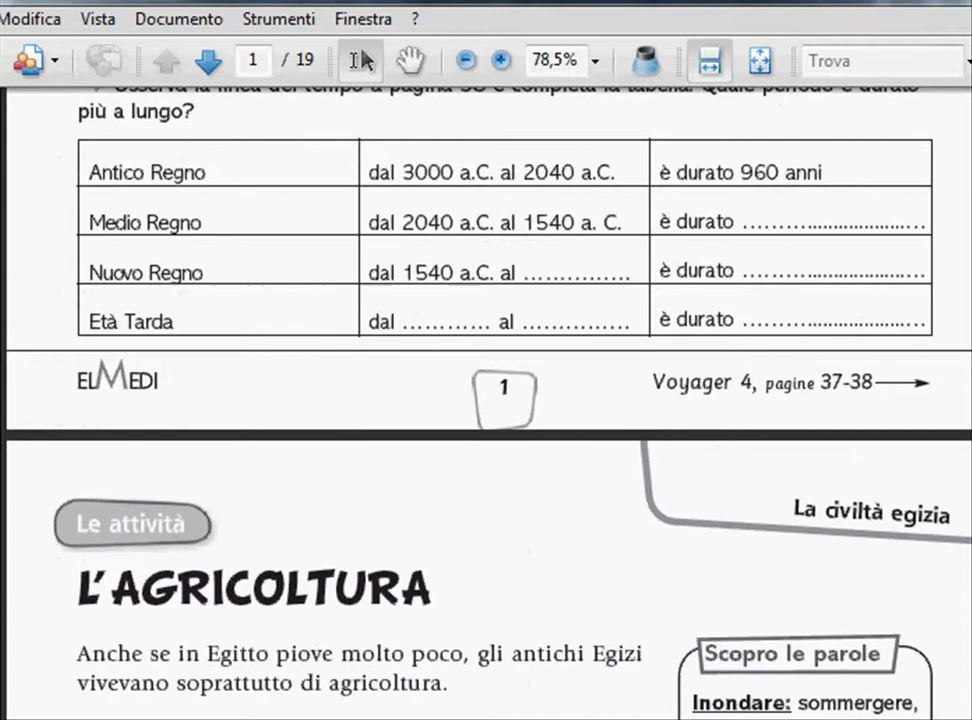 Modifica Vista Documento Strumenti Finestra ?
1 / 19 78,5% Trova
più a lungo?
Antico Regno dal 3000 a.C. al 2040 a.C. è durato 960 anni
Medio Regno dal 2040 a.C. al 1540 a. C. è durato ..............................
Nuovo Regno dal 1540 a.C. al .............. è durato ..............................
Età Tarda dal ............ al .............. è durato ..............................
ELMEDI 1 Voyager 4, pagine 37-38
La civiltà egizia
Le attività
L'AGRICOLTURA
Anche se in Egitto piove molto poco, gli antichi Egizi
vivevano soprattutto di agricoltura.
Scopro le parole
Inondare: sommergere,